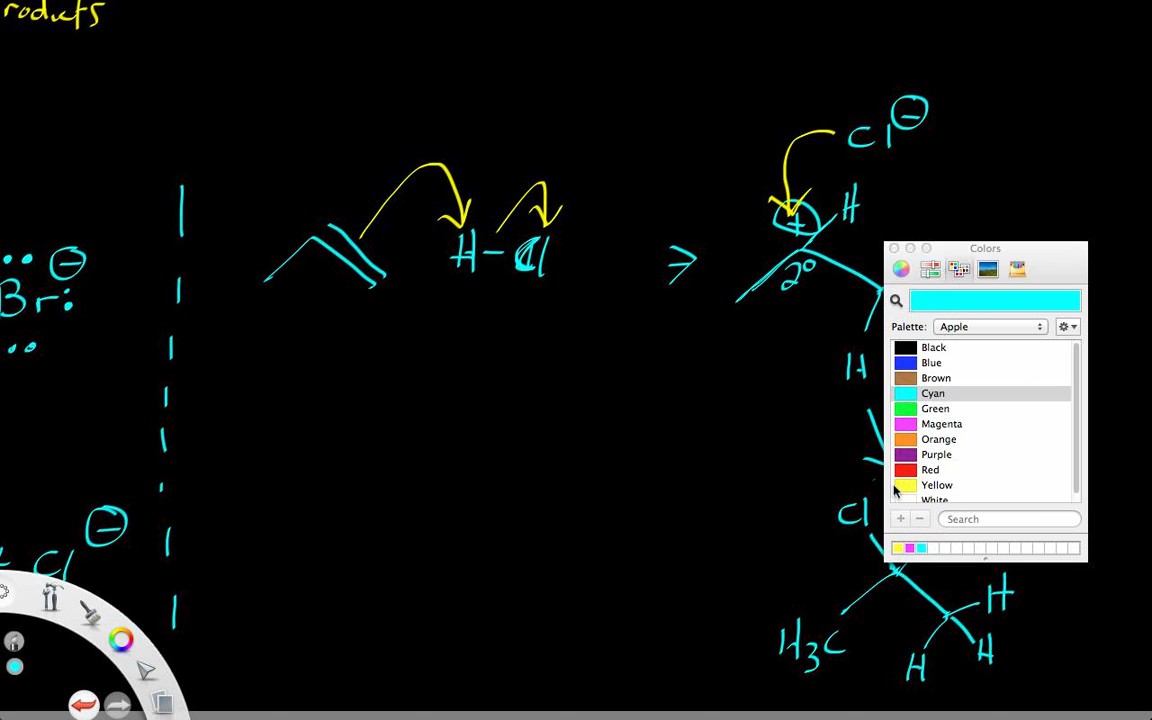 roducts
Cl⊖
H
Br: ⊖
H-Cl
>
+
2°
H
Cl
Cl ⊖
H3C
H
H
H
Colors
Palette: Apple
Black
Blue
Brown
Cyan
Green
Magenta
Orange
Purple
Red
Yellow
White
Search